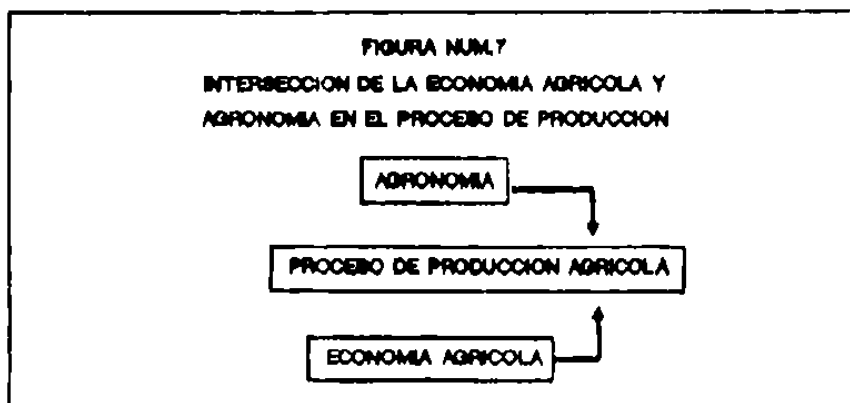 FIGURA NUM.7
INTERSECCION DE LA ECONOMIA AGRICOLA Y
AGRONOMIA EN EL PROCESO DE PRODUCCION
AGRONOMIA
PROCESO DE PRODUCCION AGRICOLA
ECONOMIA AGRICOLA